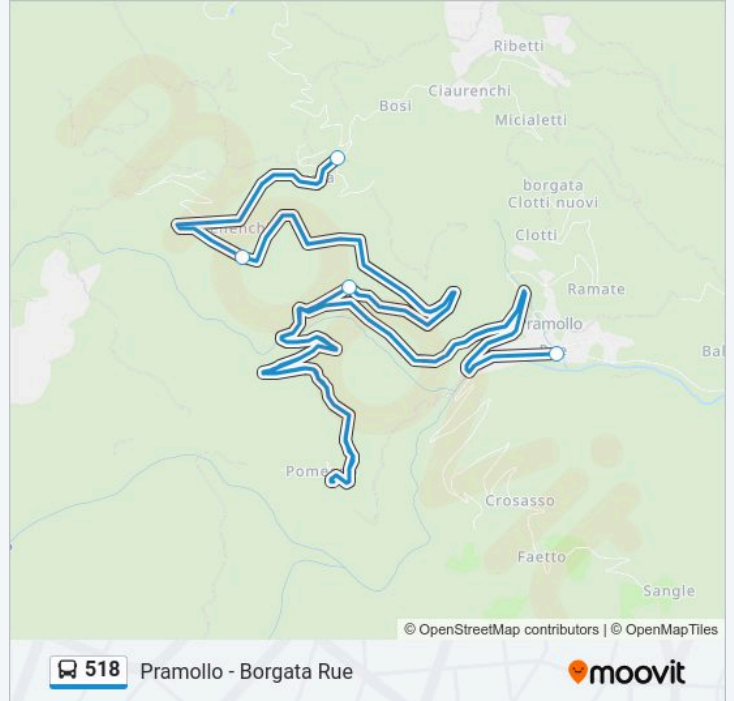 Ribetti
Ciaurenchi
Bosi
Micialetti
borgata
Clotti nuovi
Clotti
Ramate
ramollo
Bal
Pome
Crosasso
Faetto
Sangle
© OpenStreetMap contributors | © OpenMapTiles
518 Pramollo - Borgata Rue
moovit